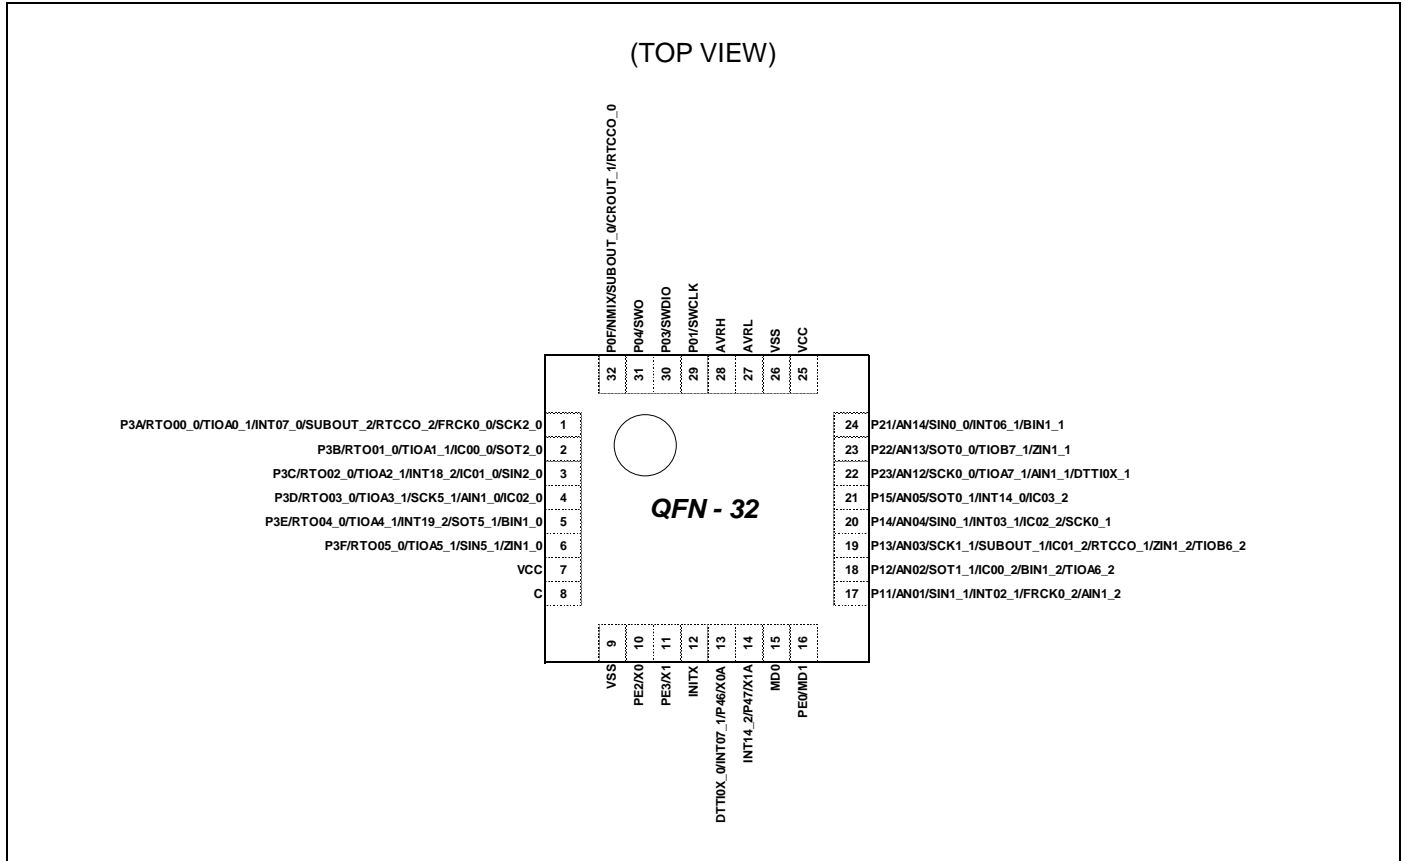 (TOP VIEW)
P0F/NMIX/SUBOUT_0/CROUT_1/RTCCO_0
P04/SWO
P03/SWDIO
P01/SWCLK
AVRH
AVRL
VSS
VCC
32
31
30
29
28
27
26
25
P3A/RTO00_0/TIOA0_1/INT07_0/SUBOUT_2/RTCCO_2/FRCK0_0/SCK2_0 1
P3B/RTO01_0/TIOA1_1/IC00_0/SOT2_0 2
P3C/RTO02_0/TIOA2_1/INT18_2/IC01_0/SIN2_0 3
P3D/RTO03_0/TIOA3_1/SCK5_1/AIN1_0/IC02_0 4
P3E/RTO04_0/TIOA4_1/INT19_2/SOT5_1/BIN1_0 5
P3F/RTO05_0/TIOA5_1/SIN5_1/ZIN1_0 6
VCC 7
C 8
QFN - 32
24 P21/AN14/SIN0_0/INT06_1/BIN1_1
23 P22/AN13/SOT0_0/TIOB7_1/ZIN1_1
22 P23/AN12/SCK0_0/TIOA7_1/AIN1_1/DTTI0X_1
21 P15/AN05/SOT0_1/INT14_0/IC03_2
20 P14/AN04/SIN0_1/INT03_1/IC02_2/SCK0_1
19 P13/AN03/SCK1_1/SUBOUT_1/IC01_2/RTCCO_1/ZIN1_2/TIOB6_2
18 P12/AN02/SOT1_1/IC00_2/BIN1_2/TIOA6_2
17 P11/AN01/SIN1_1/INT02_1/FRCK0_2/AIN1_2
9
10
11
12
13
14
15
16
VSS
PE2/X0
PE3/X1
INITX
DTTI0X_0/INT07_1/P46/X0A
INT14_2/P47/X1A
MD0
PE0/MD1